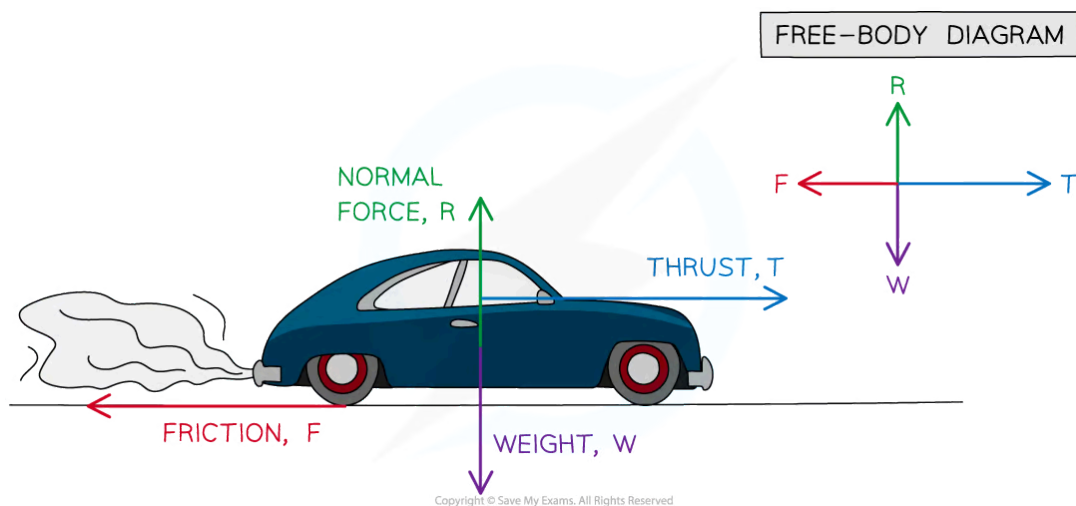 FREE-BODY DIAGRAM
R
F
T
W
NORMAL
FORCE, R
THRUST, T
FRICTION, F
WEIGHT, W
Copyright © Save My Exams. All Rights Reserved